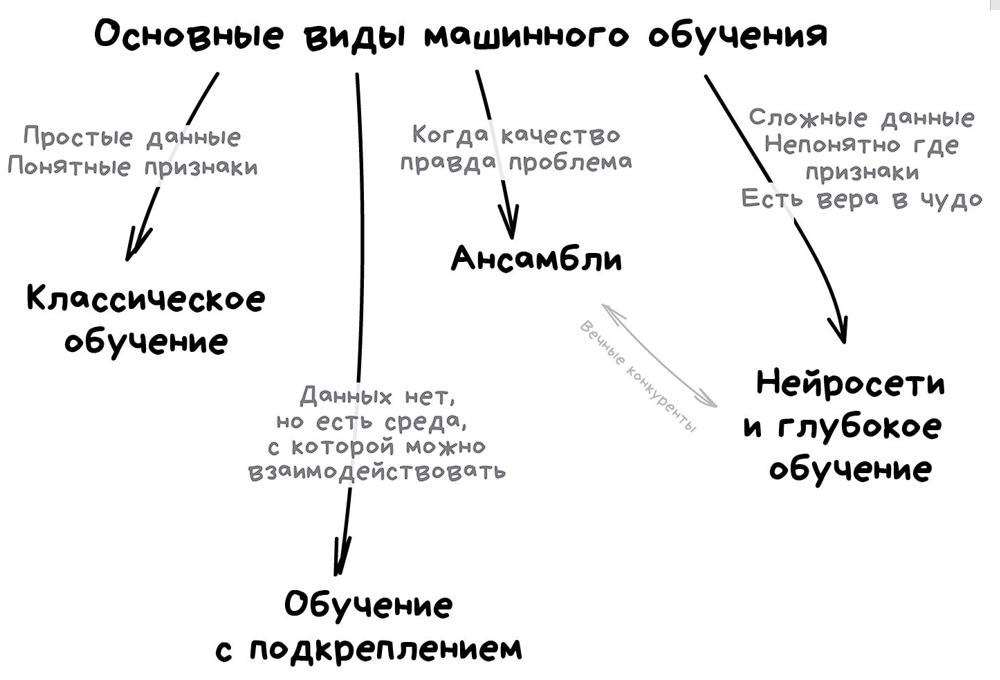 Основные виды машинного обучения
Простые данные
Понятные признаки
Классическое
обучение
Данных нет,
но есть среда,
с которой можно
взаимодействовать
Обучение
с подкреплением
Когда качество
правда проблема
Ансамбли
Вечные конкуренты
Сложные данные
Непонятно где
признаки
Есть вера в чудо
Нейросети
и глубокое
обучение